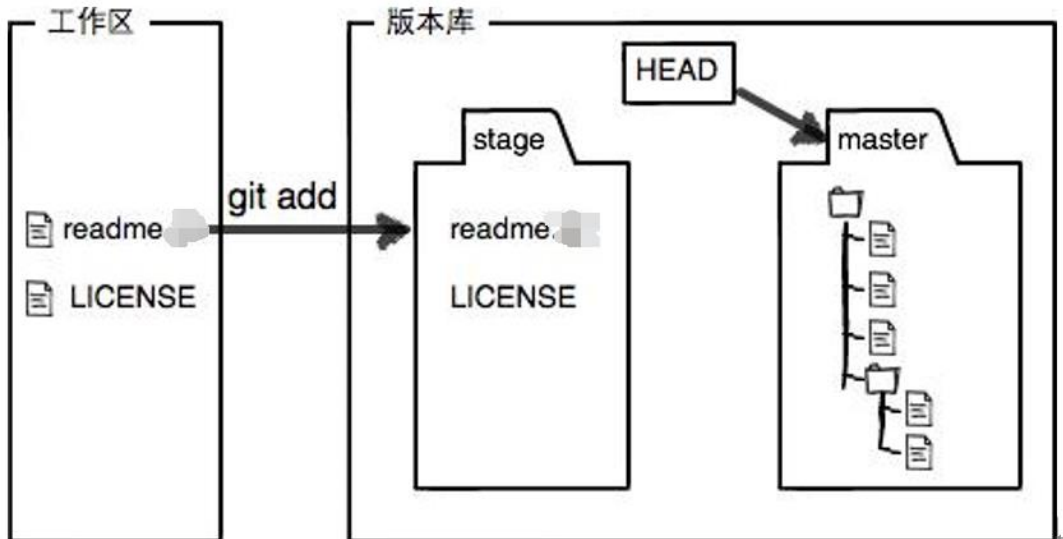 工作区
版本库
HEAD
stage
master
git add
readme
readme.
LICENSE
LICENSE